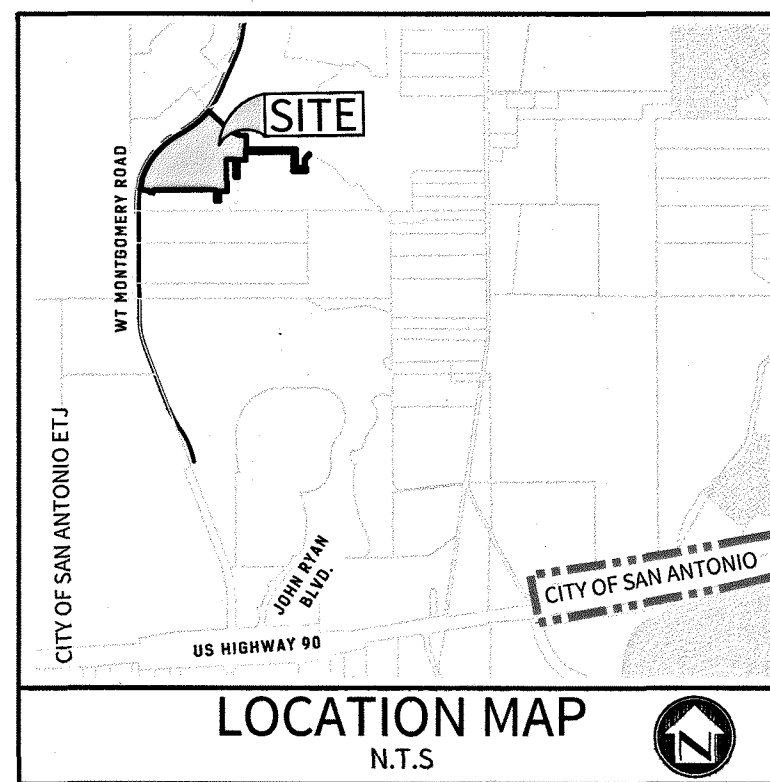 SITE
WT MONTGOMERY ROAD
CITY OF SAN ANTONIO ETJ
JOHN RYAN
BLVD.
CITY OF SAN ANTONIO
US HIGHWAY 90
LOCATION MAP
N.T.S
N